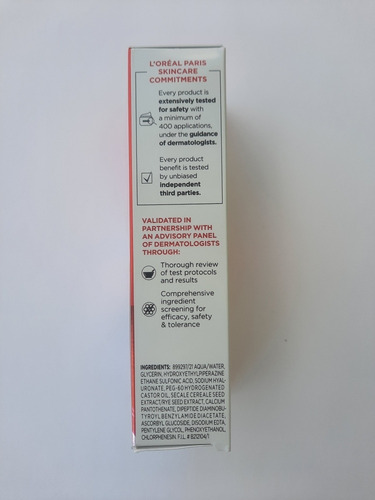 L'ORÉAL PARIS
SKINCARE
COMMITMENTS
Every product is
extensively tested
for safety with
a minimum of
400 applications,
under the guidance
of dermatologists.
Every product
benefit is tested
by unbiased
independent
third parties.
VALIDATED IN
PARTNERSHIP WITH
AN ADVISORY PANEL
OF DERMATOLOGISTS
THROUGH:
Thorough review
of test protocols
and results
Comprehensive
ingredient
screening for
efficacy, safety
& tolerance
INGREDIENTS: 899297/21 AQUA/WATER,
GLYCERIN, HYDROXYETHYLPIPERAZINE
ETHANE SULFONIC ACID, SODIUM HYAL-
URONATE, PEG-60 HYDROGENATED
CASTOR OIL, SECALE CEREALE SEED
EXTRACT/RYE SEED EXTRACT, CALCIUM
PANTOTHENATE, DIPEPTIDE DIAMINOBU-
TYROYL BENZYLAMIDE DIACETATE,
ASCORBYL GLUCOSIDE, DISODIUM EDTA,
PENTYLENE GLYCOL, PHENOXYETHANOL,
CHLORPHENESIN. F.I.L. # B212104/1